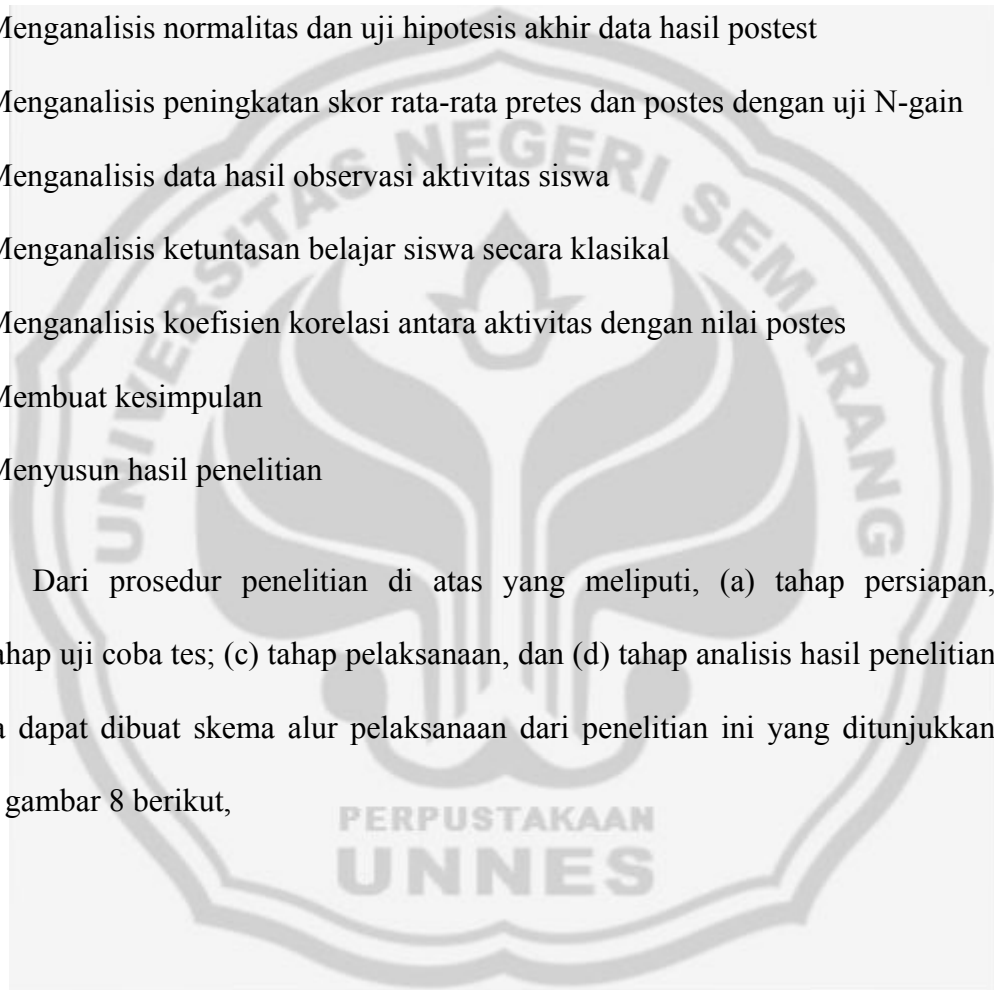 Menganalisis normalitas dan uji hipotesis akhir data hasil postest
Menganalisis peningkatan skor rata-rata pretes dan postes dengan uji N-gain
Menganalisis data hasil observasi aktivitas siswa
Menganalisis ketuntasan belajar siswa secara klasikal
Menganalisis koefisien korelasi antara aktivitas dengan nilai postes
Membuat kesimpulan
Menyusun hasil penelitian
Dari prosedur penelitian di atas yang meliputi, (a) tahap persiapan,
tahap uji coba tes; (c) tahap pelaksanaan, dan (d) tahap analisis hasil penelitian
dapat dibuat skema alur pelaksanaan dari penelitian ini yang ditunjukkan
gambar 8 berikut,
UNIVERSITAS NEGERI SEMARANG
PERPUSTAKAAN
UNNES